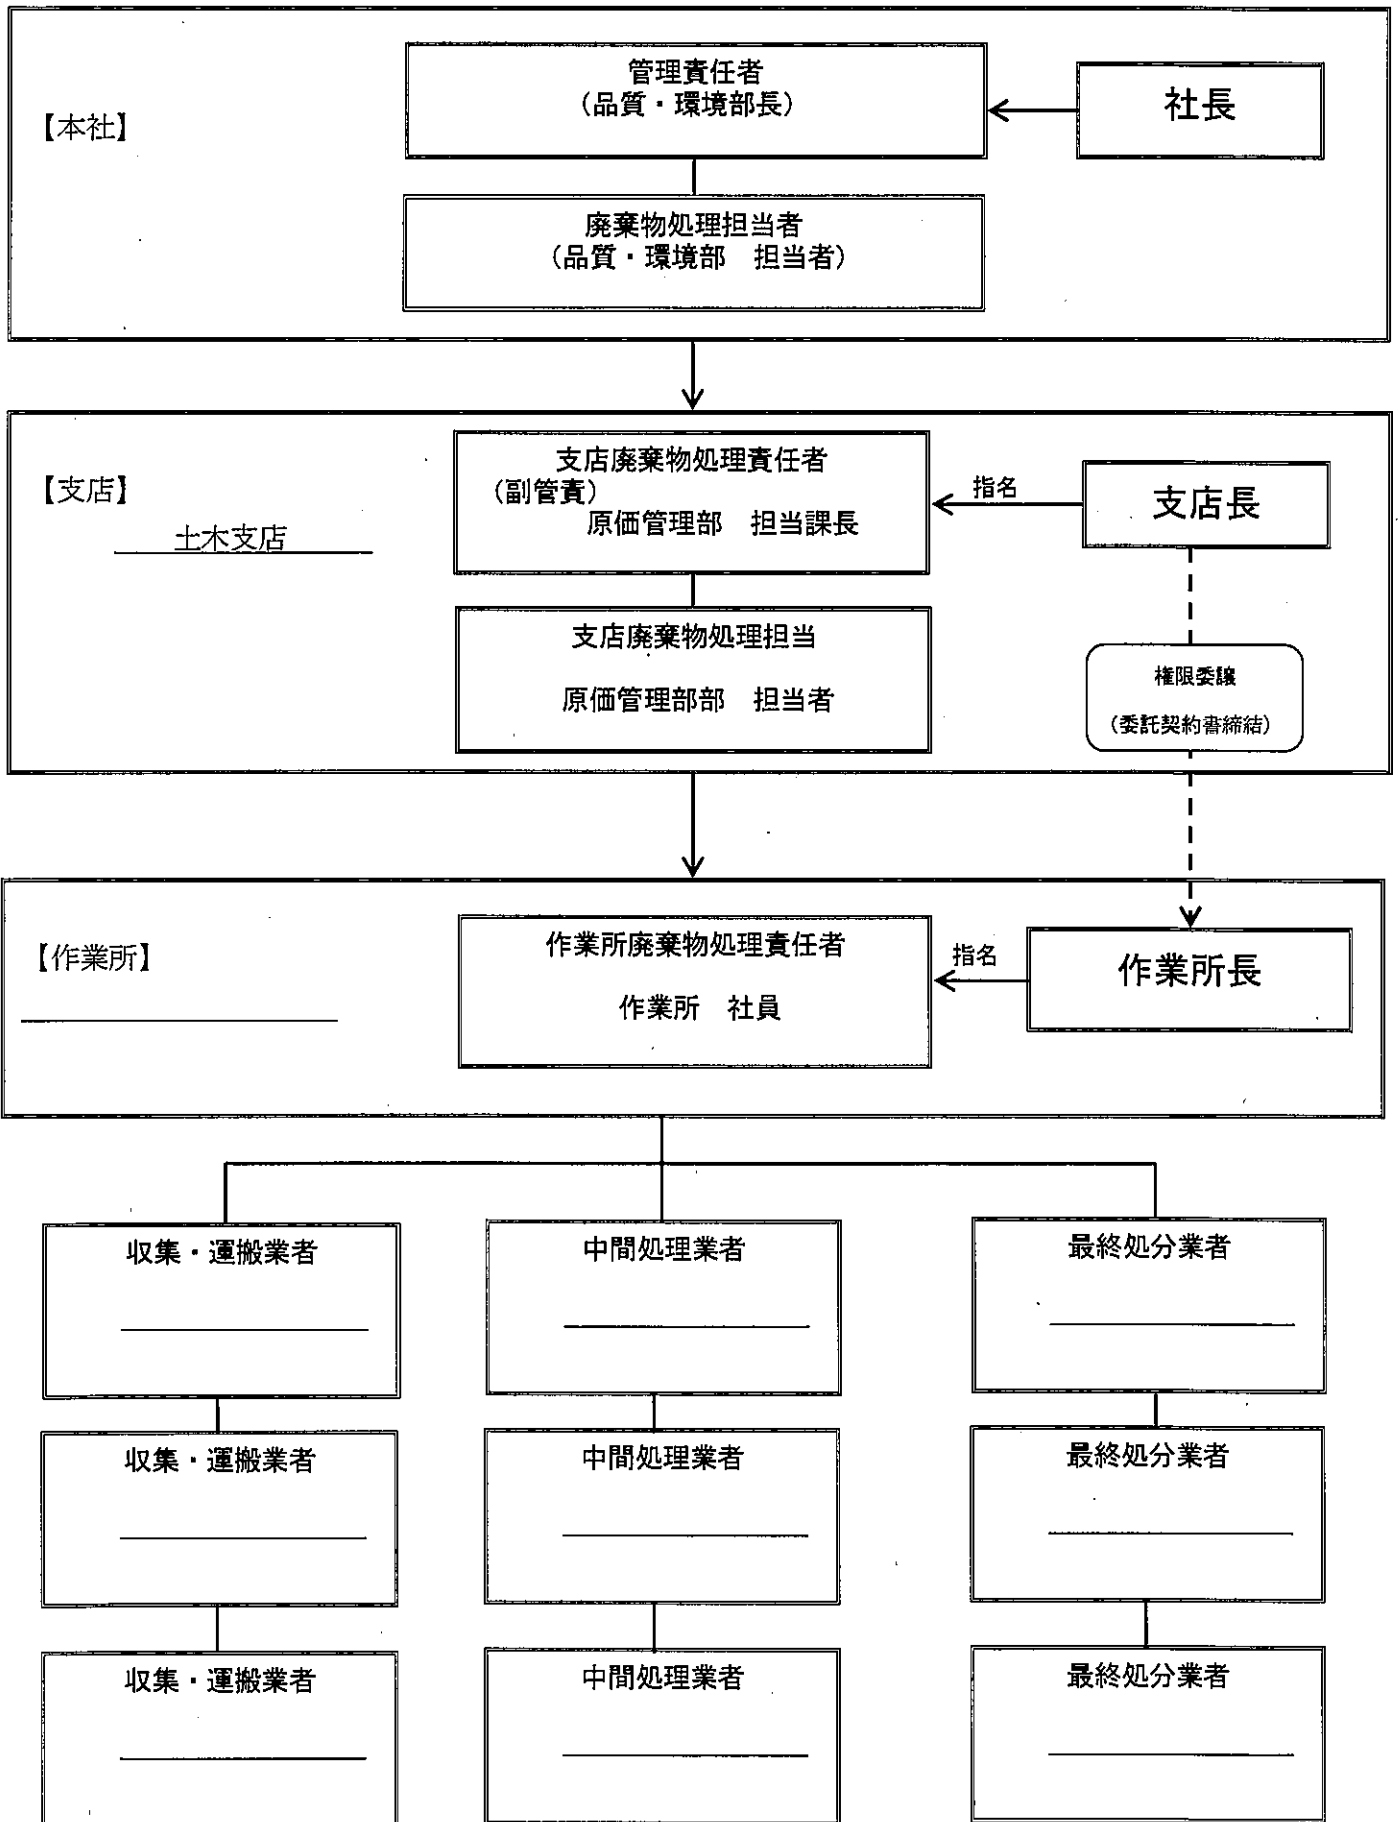 【本社】
管理責任者
(品質・環境部長)
社長
廃棄物処理担当者
(品質・環境部　担当者)
【支店】
土木支店
支店廃棄物処理責任者
(副管責)
原価管理部　担当課長
指名
支店長
支店廃棄物処理担当
原価管理部部　担当者
権限委譲
(委託契約書締結)
【作業所】
作業所廃棄物処理責任者
作業所　社員
指名
作業所長
収集・運搬業者
中間処理業者
最終処分業者
収集・運搬業者
中間処理業者
最終処分業者
収集・運搬業者
中間処理業者
最終処分業者